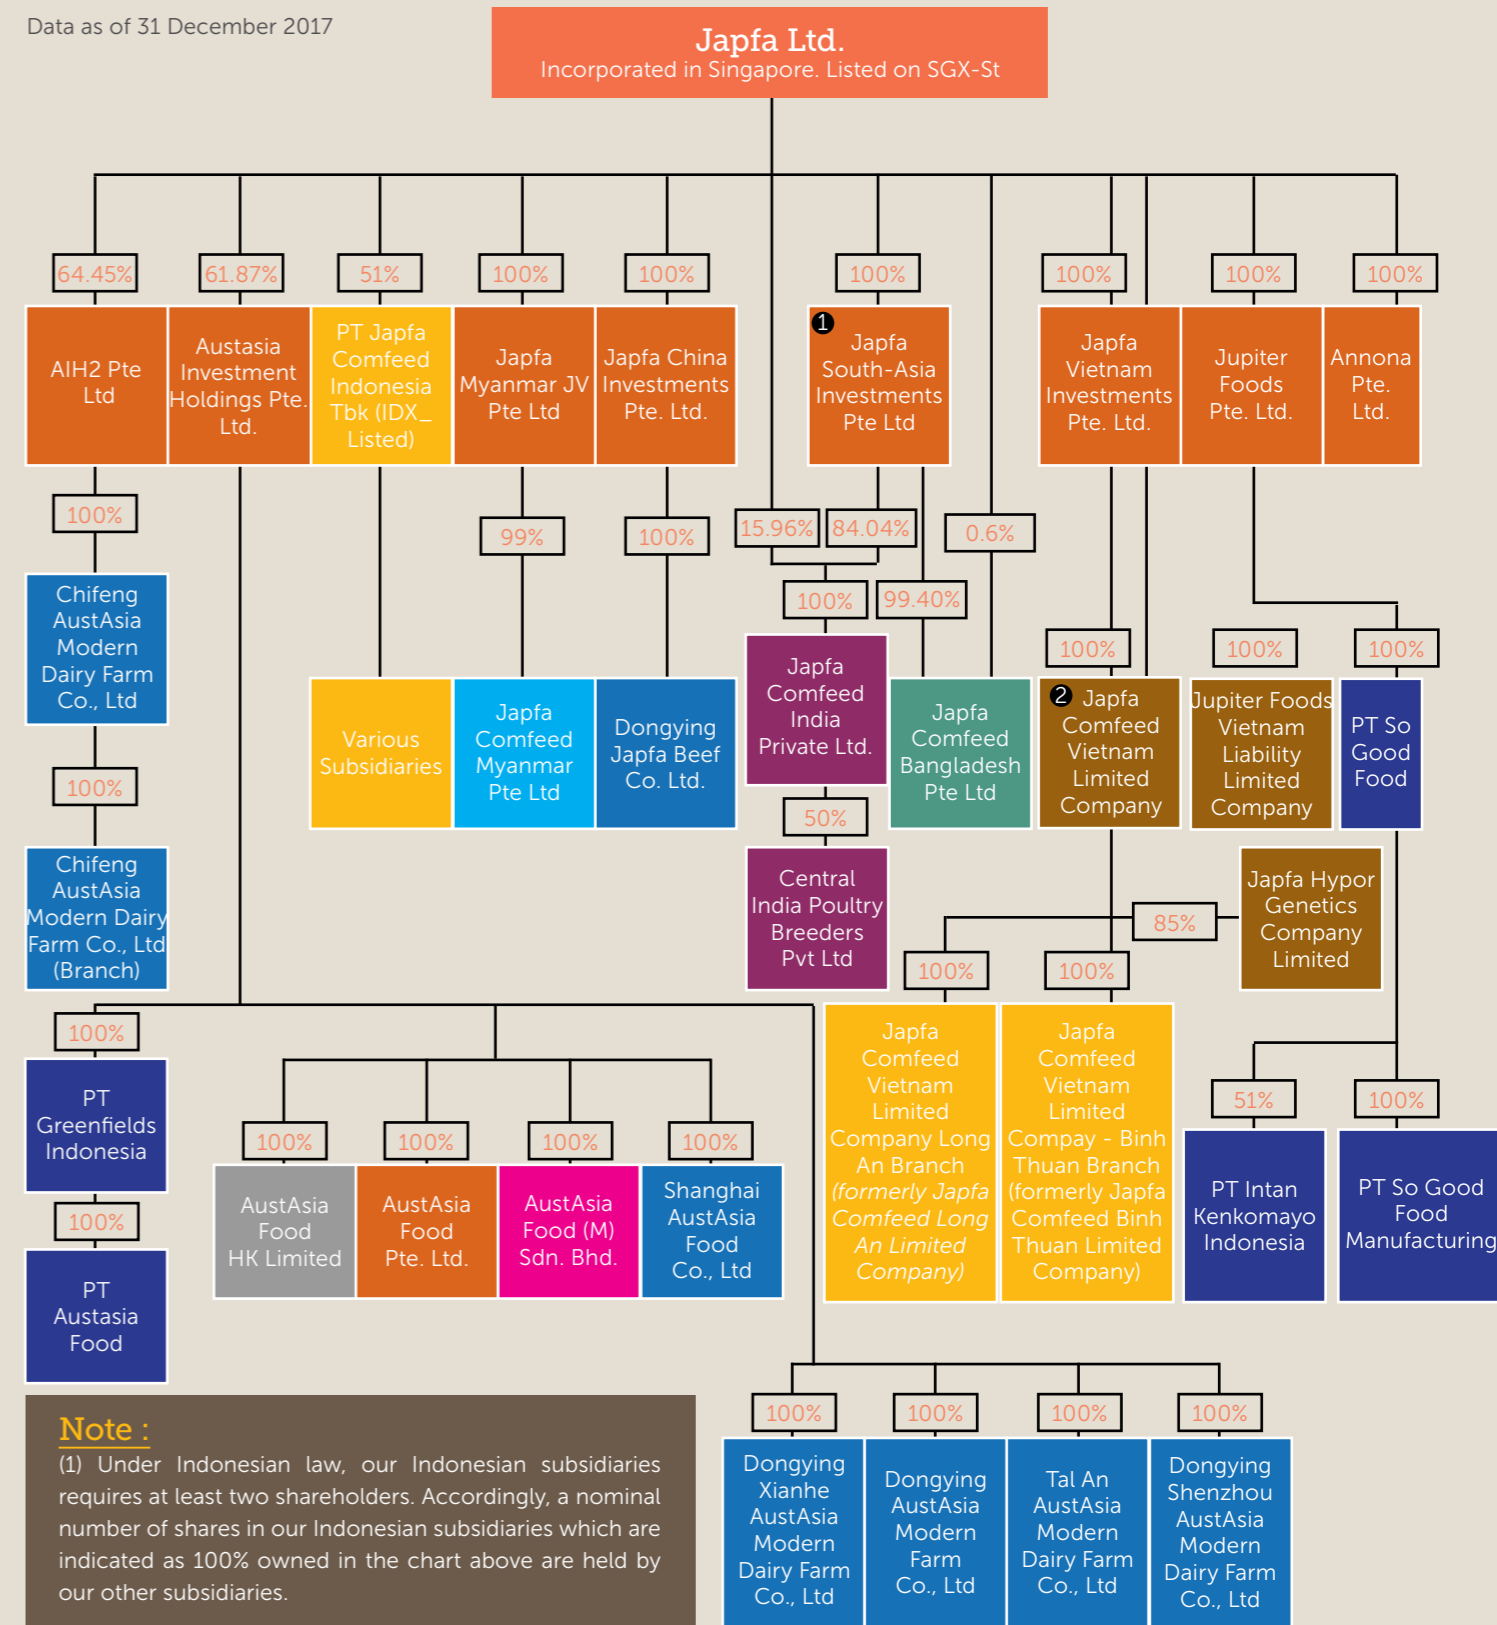 Data as of 31 December 2017
Japfa Ltd.
Incorporated in Singapore. Listed on SGX-St
64.45%
61.87%
51%
100%
100%
100%
100%
100%
100%
AIH2 Pte
Ltd
Austasia
Investment
Holdings Pte.
Ltd.
PT Japfa
Comfeed
Indonesia
Tbk (IDX_
Listed)
Japfa
Myanmar JV
Pte Ltd
Japfa China
Investments
Pte. Ltd.
1
Japfa
South-Asia
Investments
Pte Ltd
Japfa
Vietnam
Investments
Pte. Ltd.
Jupiter
Foods
Pte. Ltd.
Annona
Pte.
Ltd.
100%
99%
100%
15.96%
84.04%
0.6%
100%
99.40%
100%
100%
100%
Chifeng
AustAsia
Modern
Dairy Farm
Co., Ltd
Various
Subsidiaries
Japfa
Comfeed
Myanmar
Pte Ltd
Dongying
Japfa Beef
Co. Ltd.
Japfa
Comfeed
India
Private Ltd.
Japfa
Comfeed
Bangladesh
Pte Ltd
2 Japfa
Comfeed
Vietnam
Limited
Company
Jupiter Foods
Vietnam
Liability
Limited
Company
PT So
Good
Food
100%
50%
Chifeng
AustAsia
Modern Dairy
Farm Co., Ltd
(Branch)
Central
India Poultry
Breeders
Pvt Ltd
85%
Japfa Hypor
Genetics
Company
Limited
100%
100%
100%
PT
Greenfields
Indonesia
100%
PT
Austasia
Food
100%
100%
100%
100%
AustAsia
Food
HK Limited
AustAsia
Food
Pte. Ltd.
AustAsia
Food (M)
Sdn. Bhd.
Shanghai
AustAsia
Food
Co., Ltd
Japfa
Comfeed
Vietnam
Limited
Company Long
An Branch
(formerly Japfa
Comfeed Long
An Limited
Company)
Japfa
Comfeed
Vietnam
Limited
Compay - Binh
Thuan Branch
(formerly Japfa
Comfeed Binh
Thuan Limited
Company)
51%
100%
PT Intan
Kenkomayo
Indonesia
PT So Good
Food
Manufacturing
100%
100%
100%
100%
Dongying
Xianhe
AustAsia
Modern
Dairy Farm
Co., Ltd
Dongying
AustAsia
Modern
Farm
Co., Ltd
Tal An
AustAsia
Modern
Dairy Farm
Co., Ltd
Dongying
Shenzhou
AustAsia
Modern
Dairy Farm
Co., Ltd
Note :
(1) Under Indonesian law, our Indonesian subsidiaries
requires at least two shareholders. Accordingly, a nominal
number of shares in our Indonesian subsidiaries which are
indicated as 100% owned in the chart above are held by
our other subsidiaries.